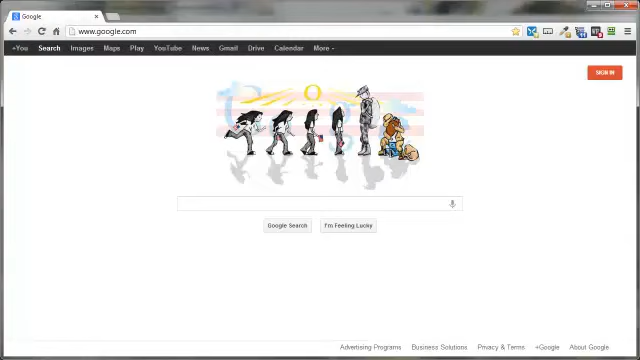 Google
www.google.com
+You Search Images Maps Play YouTube News Gmail Drive Calendar More
SIGN IN
Google Search I'm Feeling Lucky
Advertising Programs Business Solutions Privacy & Terms +Google About Google